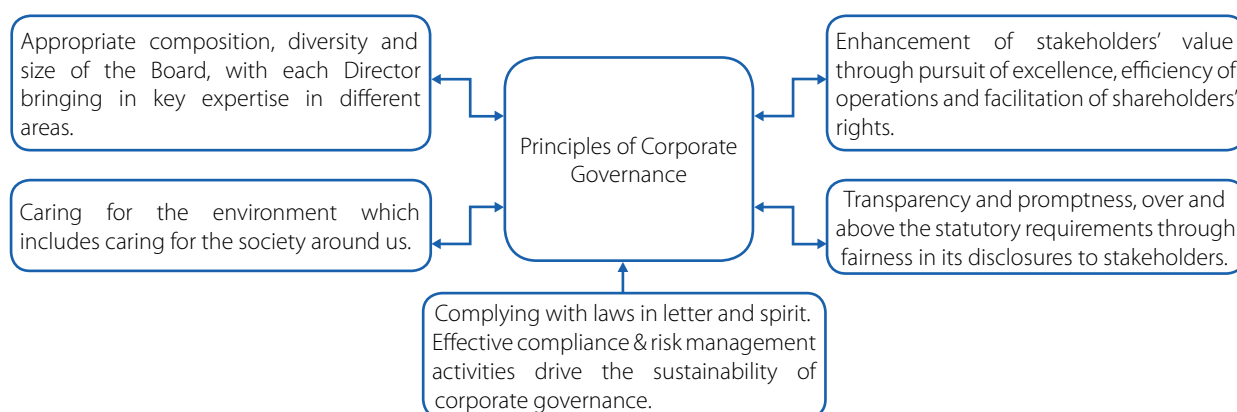 Appropriate composition, diversity and
size of the Board, with each Director
bringing in key expertise in different
areas.
Enhancement of stakeholders’ value
through pursuit of excellence, efficiency of
operations and facilitation of shareholders’
rights.
Principles of Corporate
Governance
Caring for the environment which
includes caring for the society around us.
Transparency and promptness, over and
above the statutory requirements through
fairness in its disclosures to stakeholders.
Complying with laws in letter and spirit.
Effective compliance & risk management
activities drive the sustainability of
corporate governance.